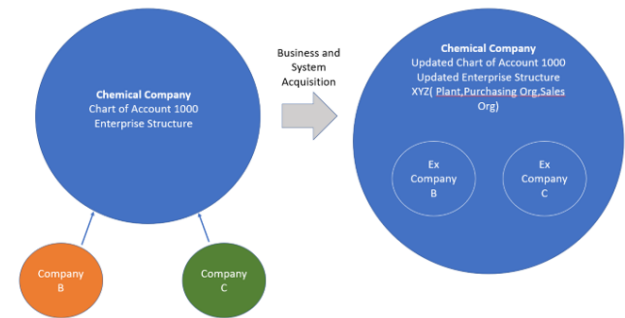 Chemical Company
Chart of Account 1000
Enterprise Structure
Company
B
Company
C
Business and
System
Acquisition
Chemical Company
Updated Chart of Account 1000
Updated Enterprise Structure
XYZ( Plant,Purchasing Org,Sales
Org)
Ex
Company
B
Ex
Company
C